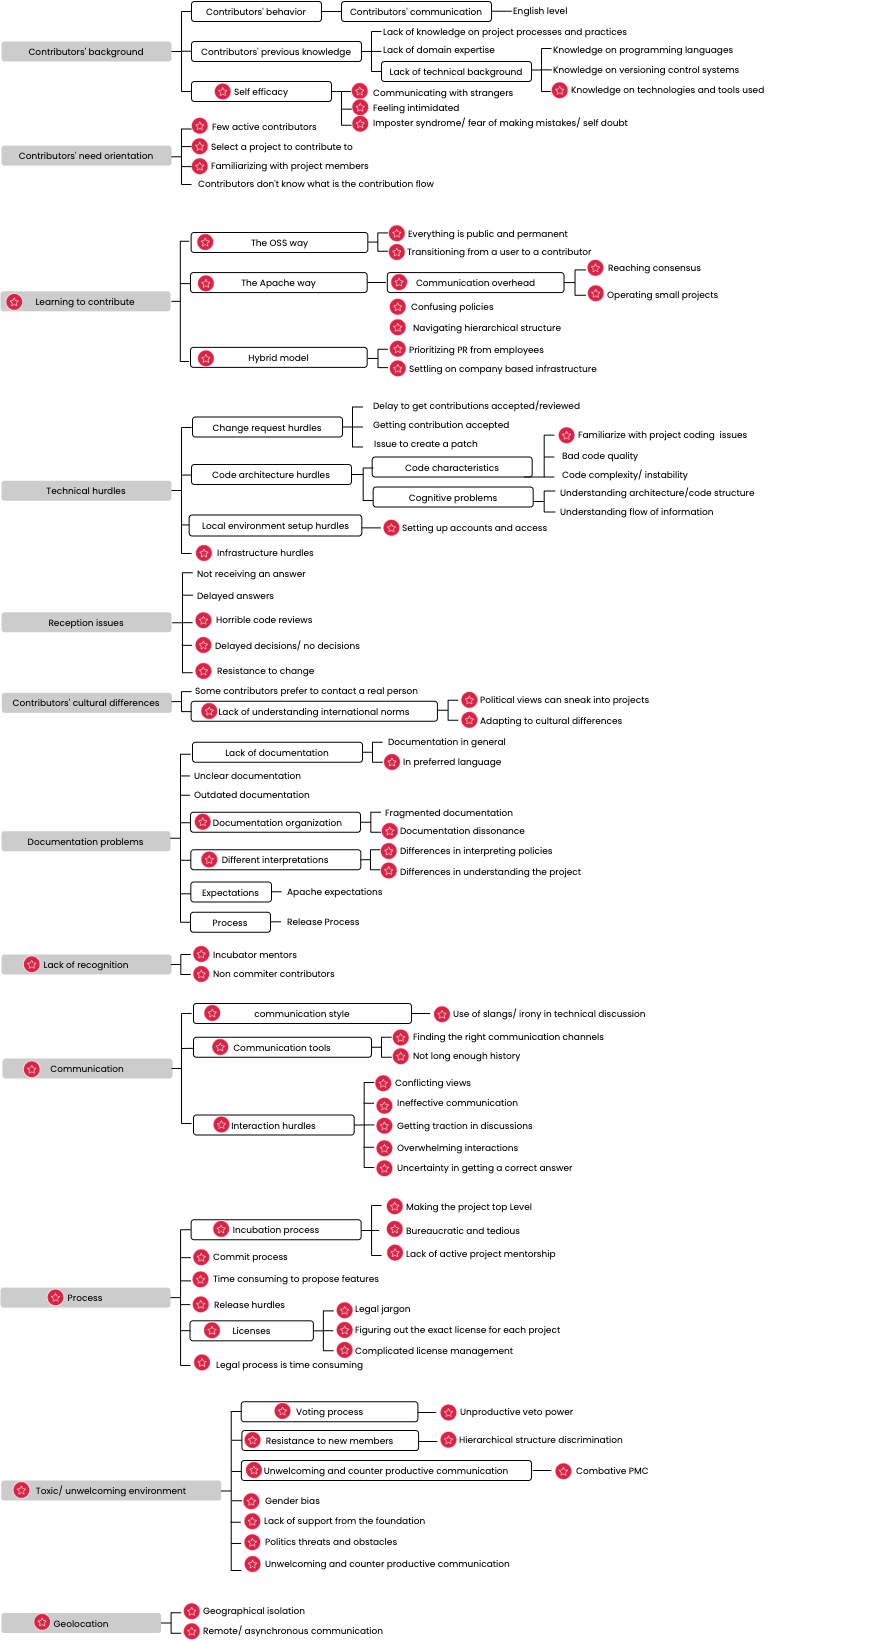 Contributors' behavior
Contributors' communication
English level
Contributors' background
Contributors' previous knowledge
Lack of knowledge on project processes and practices
Lack of domain expertise
Lack of technical background
Knowledge on programming languages
Knowledge on versioning control systems
Knowledge on technologies and tools used
Self efficacy
Communicating with strangers
Feeling intimidated
Imposter syndrome/ fear of making mistakes/ self doubt
Contributors' need orientation
Few active contributors
Select a project to contribute to
Familiarizing with project members
Contributors don't know what is the contribution flow
Learning to contribute
The OSS way
Everything is public and permanent
Transitioning from a user to a contributor
The Apache way
Communication overhead
Reaching consensus
Operating small projects
Confusing policies
Navigating hierarchical structure
Hybrid model
Prioritizing PR from employees
Settling on company based infrastructure
Technical hurdles
Change request hurdles
Delay to get contributions accepted/reviewed
Getting contribution accepted
Issue to create a patch
Code architecture hurdles
Code characteristics
Familiarize with project coding issues
Bad code quality
Code complexity/ instability
Cognitive problems
Understanding architecture/code structure
Understanding flow of information
Local environment setup hurdles
Setting up accounts and access
Infrastructure hurdles
Reception issues
Not receiving an answer
Delayed answers
Horrible code reviews
Delayed decisions/ no decisions
Resistance to change
Contributors' cultural differences
Some contributors prefer to contact a real person
Lack of understanding international norms
Political views can sneak into projects
Adapting to cultural differences
Documentation problems
Lack of documentation
Documentation in general
In preferred language
Unclear documentation
Outdated documentation
Documentation organization
Fragmented documentation
Documentation dissonance
Different interpretations
Differences in interpreting policies
Differences in understanding the project
Expectations
Apache expectations
Process
Release Process
Lack of recognition
Incubator mentors
Non commiter contributors
Communication
communication style
Use of slangs/ irony in technical discussion
Communication tools
Finding the right communication channels
Not long enough history
Interaction hurdles
Conflicting views
Ineffective communication
Getting traction in discussions
Overwhelming interactions
Uncertainty in getting a correct answer
Process
Incubation process
Making the project top Level
Bureaucratic and tedious
Lack of active project mentorship
Commit process
Time consuming to propose features
Release hurdles
Licenses
Legal jargon
Figuring out the exact license for each project
Complicated license management
Legal process is time consuming
Toxic/ unwelcoming environment
Voting process
Unproductive veto power
Resistance to new members
Hierarchical structure discrimination
Unwelcoming and counter productive communication
Combative PMC
Gender bias
Lack of support from the foundation
Politics threats and obstacles
Unwelcoming and counter productive communication
Geolocation
Geographical isolation
Remote/ asynchronous communication